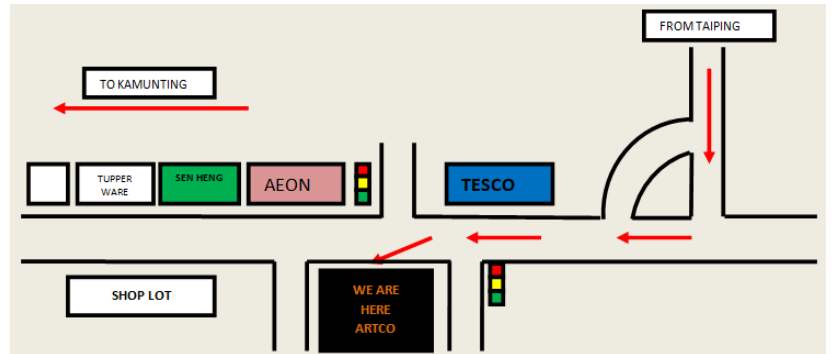 FROM TAIPING
TO KAMUNTING
TUPPER
WARE
SEN HENG
AEON
TESCO
SHOP LOT
WE ARE
HERE
ARTCO